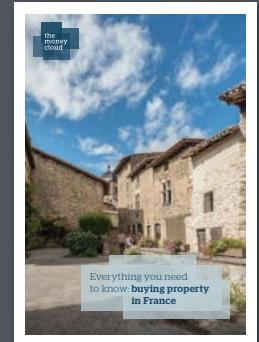 the
money
cloud
Everything you need
to know: buying property
in France